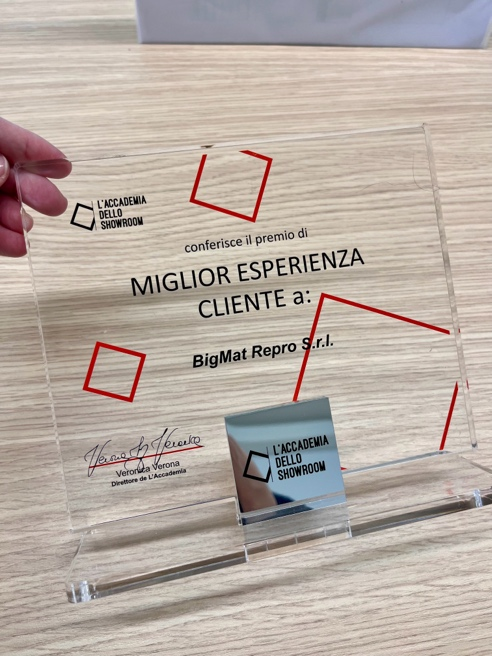 L'ACCADEMIA
DELLO
SHOWROOM
conferisce il premio di
MIGLIOR ESPERIENZA
CLIENTE a:
BigMat Repro S.r.l.
Veronica Verona
Direttore de L'Accademia
L'ACCADEMIA
DELLO
SHOWROOM